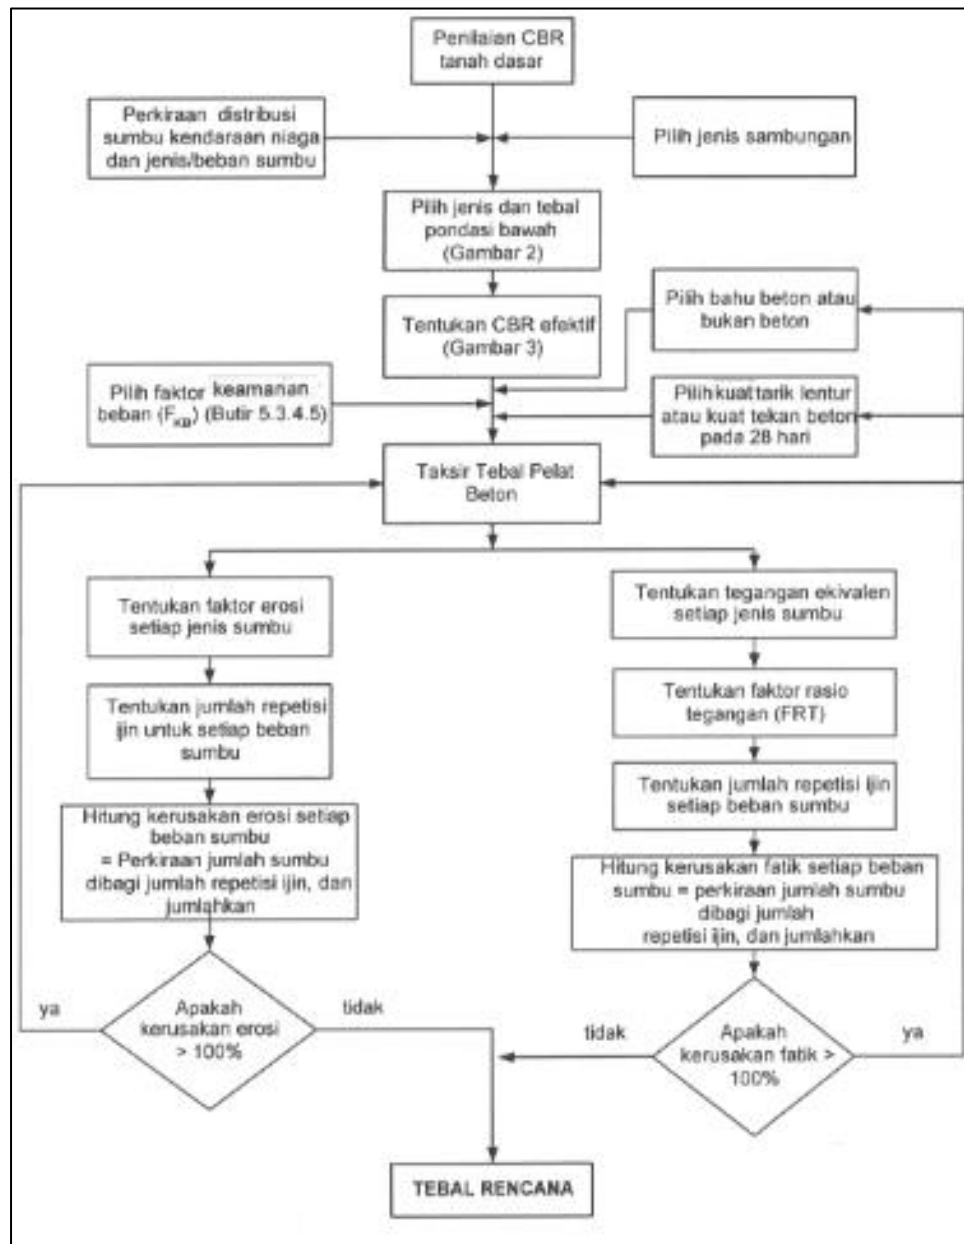 Penilaian CBR
tanah dasar
Perkiraan distribusi
sumbu kendaraan niaga
dan jenis/beban sumbu
Pilih jenis sambungan
Pilih jenis dan tebal
pondasi bawah
(Gambar 2)
Pilih bahu beton atau
bukan beton
Tentukan CBR efektif
(Gambar 3)
Pilih faktor keamanan
beban (FKB) (Butir 5.3.4.5)
Pilih kuat tarik lentur
atau kuat tekan beton
pada 28 hari
Taksir Tebal Pelat
Beton
Tentukan faktor erosi
setiap jenis sumbu
Tentukan jumlah repetisi
ijin untuk setiap beban
sumbu
Hitung kerusakan erosi setiap
beban sumbu
= Perkiraan jumlah sumbu
dibagi jumlah repetisi ijin, dan
jumlahkan
ya
Apakah
kerusakan erosi
> 100%
tidak
Tentukan tegangan ekivalen
setiap jenis sumbu
Tentukan faktor rasio
tegangan (FRT)
Tentukan jumlah repetisi ijin
setiap beban sumbu
Hitung kerusakan fatik setiap beban
sumbu = perkiraan jumlah sumbu
dibagi jumlah
repetisi ijin, dan jumlahkan
tidak
Apakah
kerusakan fatik >
100%
ya
TEBAL RENCANA